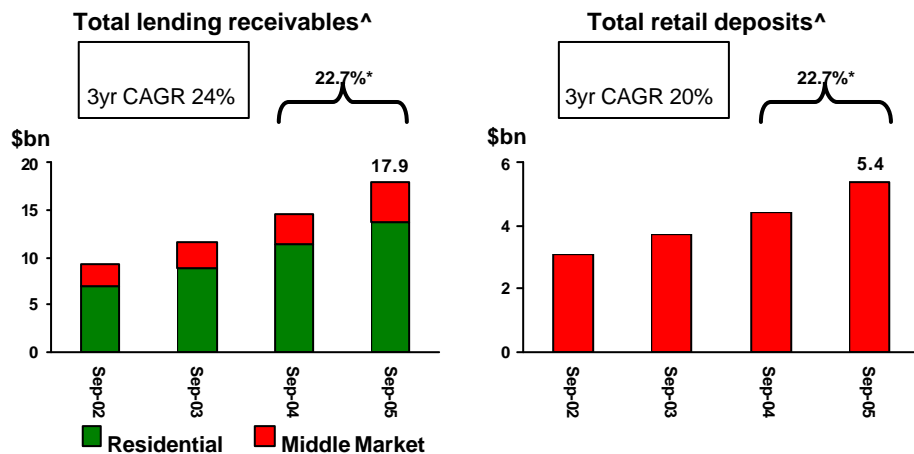 Total lending receivables^
3yr CAGR 24%
22.7%*
$bn
20
15
10
5
0
17.9
Sep-02
Sep-03
Sep-04
Sep-05
Residential
Middle Market
Total retail deposits^
3yr CAGR 20%
22.7%*
6
4
2
0
5.4
Sep-02
Sep-03
Sep-04
Sep-05